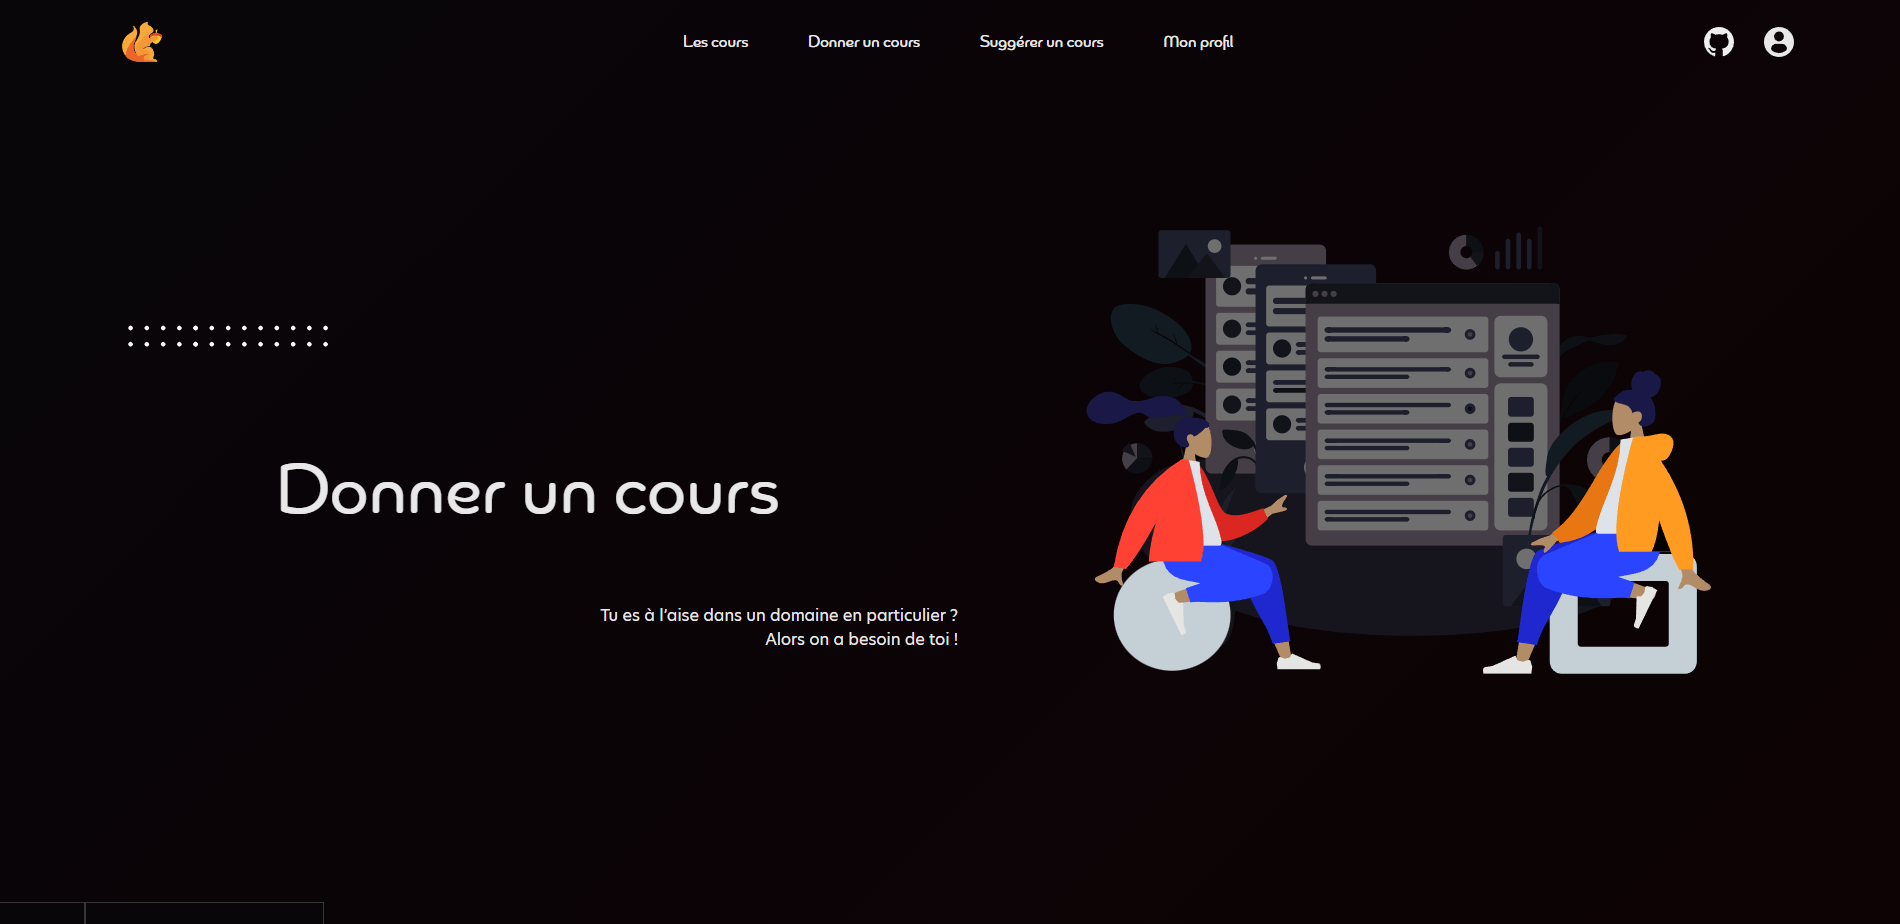 Les cours
Donner un cours
Suggérer un cours
Mon profil
Donner un cours
Tu es à l'aise dans un domaine en particulier ?
Alors on a besoin de toi !